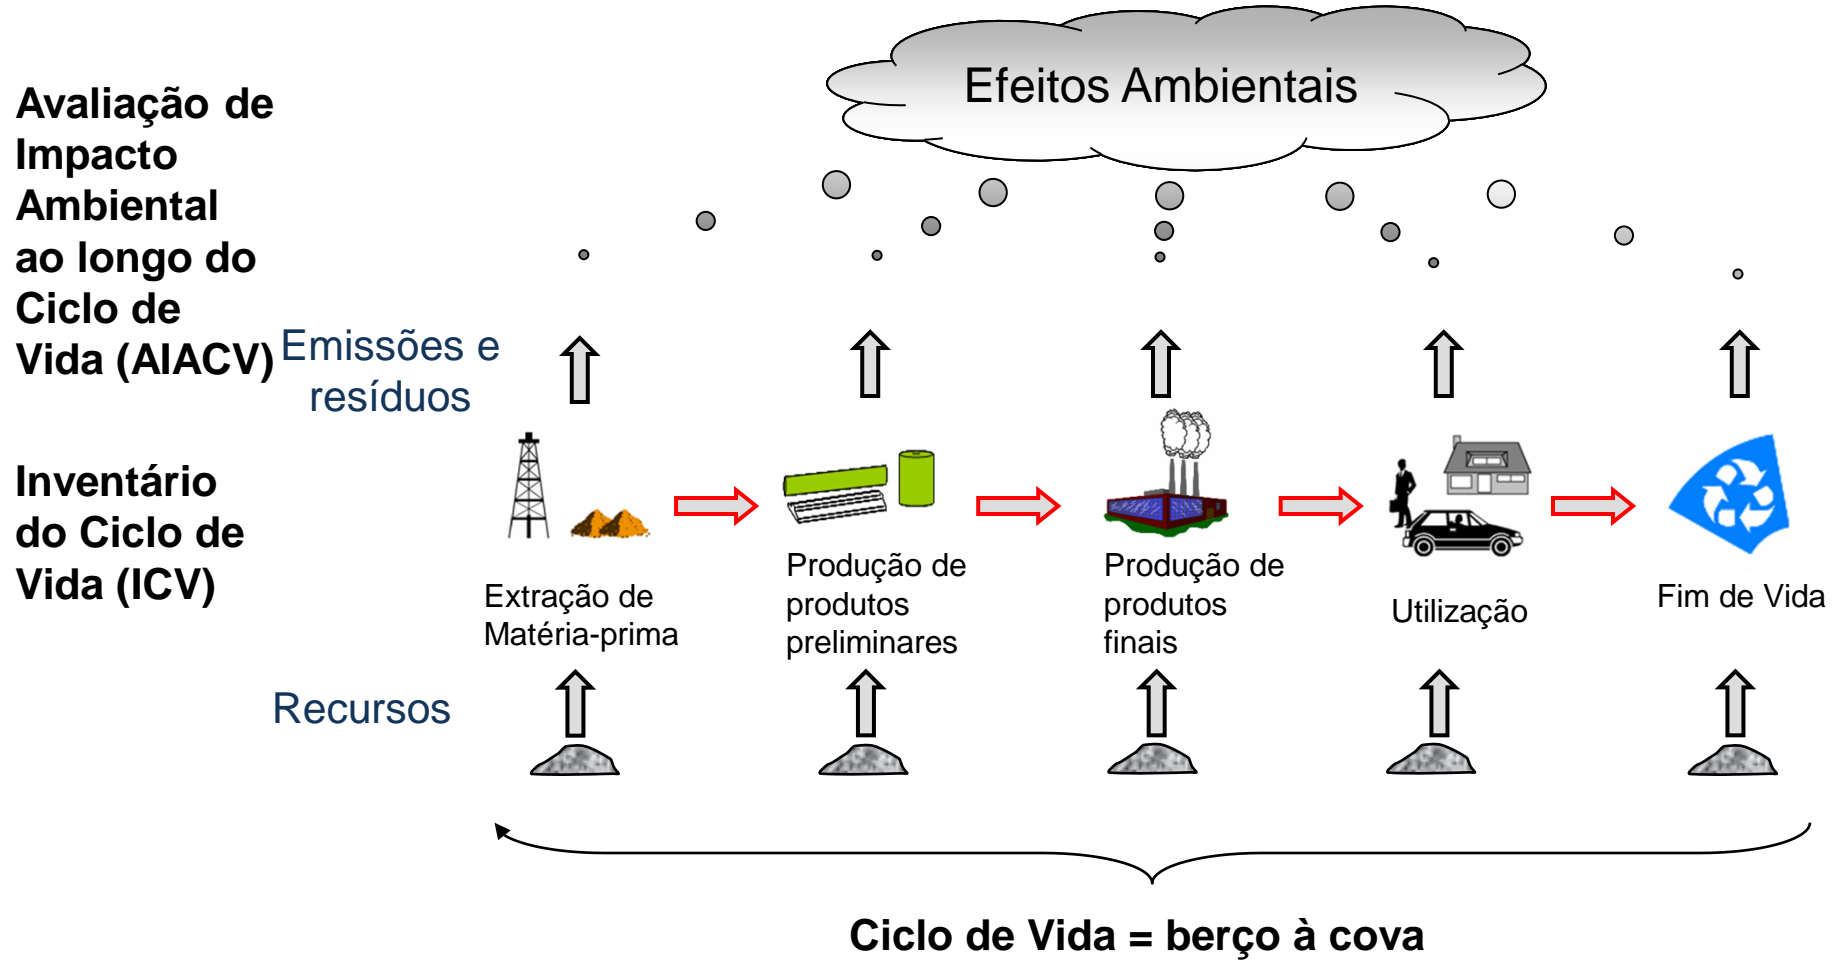 Efeitos Ambientais
Avaliação de
Impacto
Ambiental
ao longo do
Ciclo de
Vida (AIACV)
Emissões e
resíduos
Inventário
do Ciclo de
Vida (ICV)
Extração de
Matéria-prima
Produção de
produtos
preliminares
Produção de
produtos
finais
Utilização
Fim de Vida
Recursos
Ciclo de Vida = berço à cova